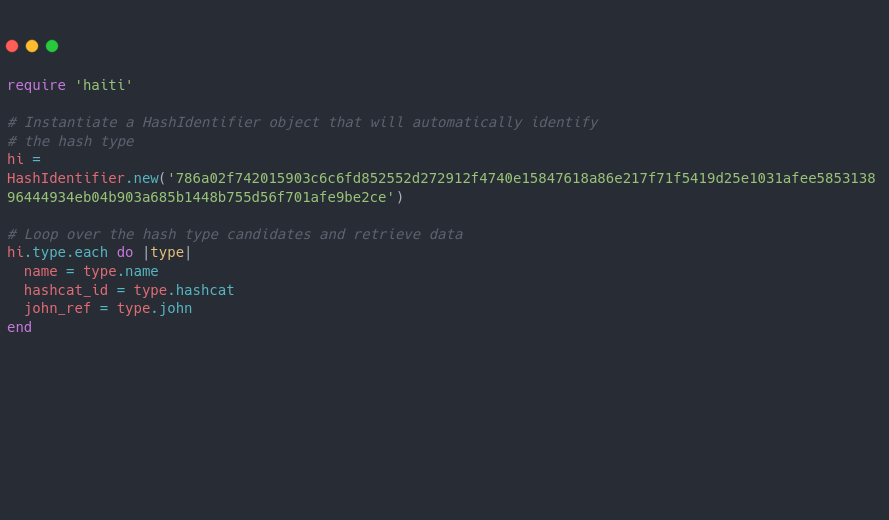 require 'haiti'
# Instantiate a HashIdentifier object that will automatically identify
# the hash type
hi =
HashIdentifier.new('786a02f742015903c6c6fd852552d272912f4740e15847618a86e217f71f5419d25e1031afee5853138
96444934eb04b903a685b1448b755d56f701afe9be2ce')
# Loop over the hash type candidates and retrieve data
hi.type.each do |type|
  name = type.name
  hashcat_id = type.hashcat
  john_ref = type.john
end